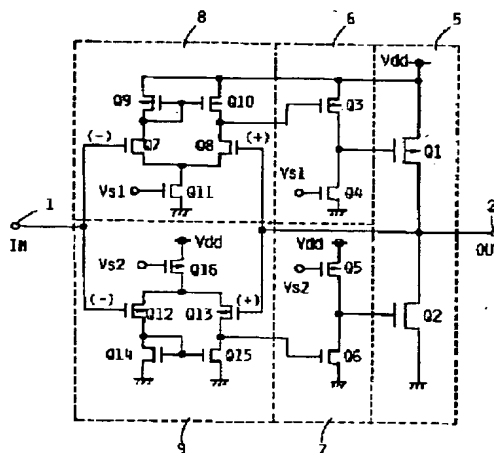 8 6 5
Vdd
Q9 Q10 Q3
(-) Q7 Q8 (+) Q1
Vs1 Q11 Vs1 Q4
1 2
IN OU
Vdd Vdd
Vs2 Q16 Q5
Vs2
(-) Q12 Q13 (+) Q2
Q14 Q15 Q6
9 7